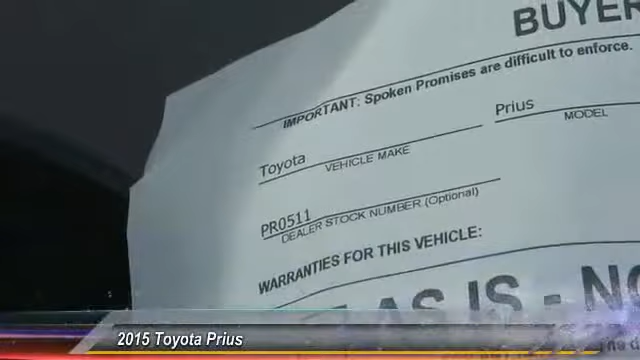 BUYER
IMPORTANT: Spoken Promises are difficult to enforce.
Toyota Prius
VEHICLE MAKE MODEL
PR0511
DEALER STOCK NUMBER (Optional)
WARRANTIES FOR THIS VEHICLE:
AS IS - NO
2015 Toyota Prius